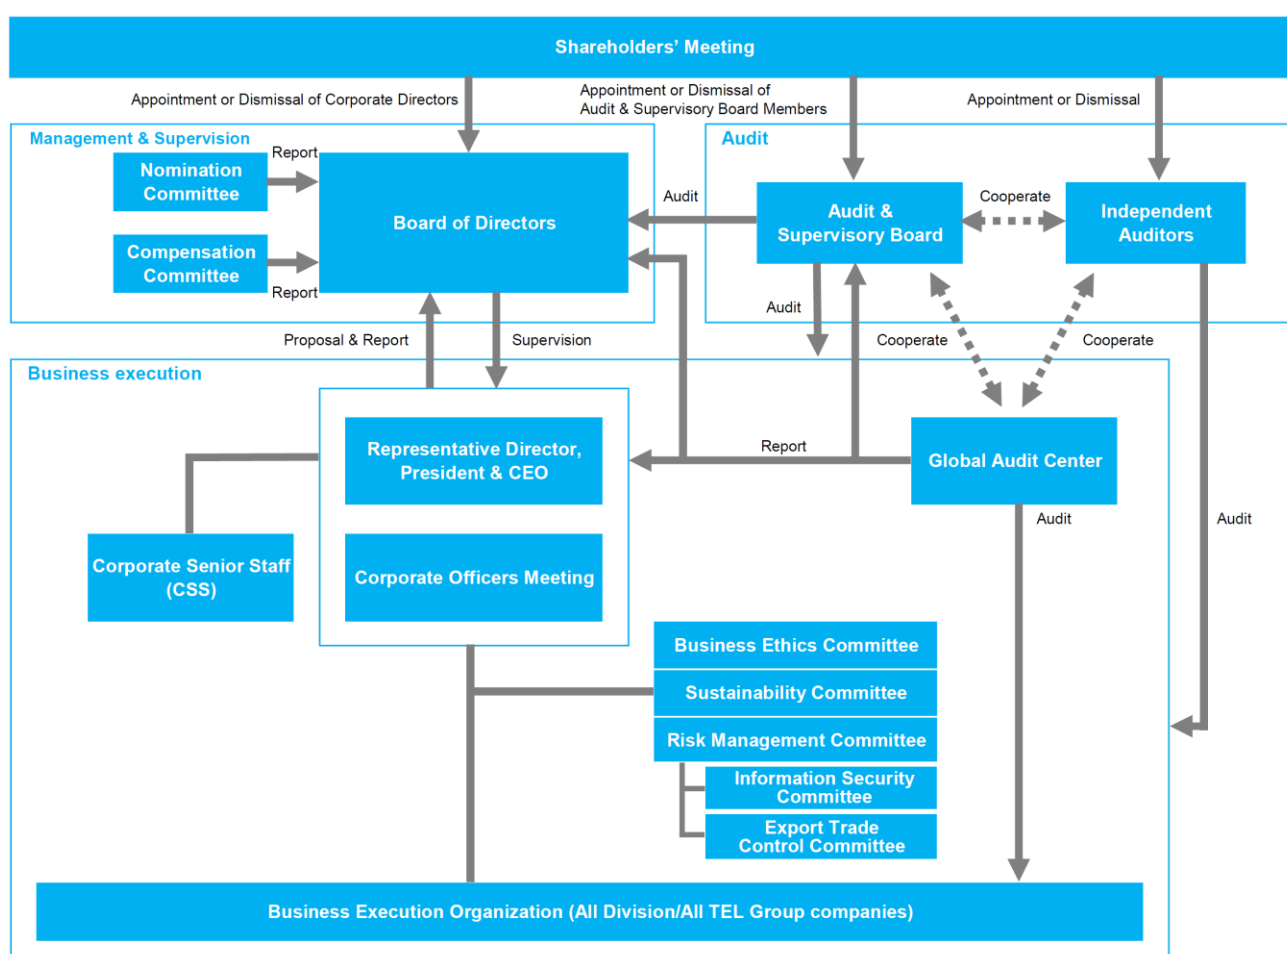 Shareholders’ Meeting
Appointment or Dismissal of Corporate Directors
Appointment or Dismissal of
Audit & Supervisory Board Members
Appointment or Dismissal
Management & Supervision
Audit
Nomination
Committee
Report
Board of Directors
Compensation
Committee
Report
Audit
Audit &
Supervisory Board
Cooperate
Independent
Auditors
Proposal & Report
Supervision
Audit
Cooperate
Cooperate
Business execution
Representative Director,
President & CEO
Report
Global Audit Center
Audit
Audit
Corporate Senior Staff
(CSS)
Corporate Officers Meeting
Business Ethics Committee
Sustainability Committee
Risk Management Committee
Information Security
Committee
Export Trade
Control Committee
Business Execution Organization (All Division/All TEL Group companies)